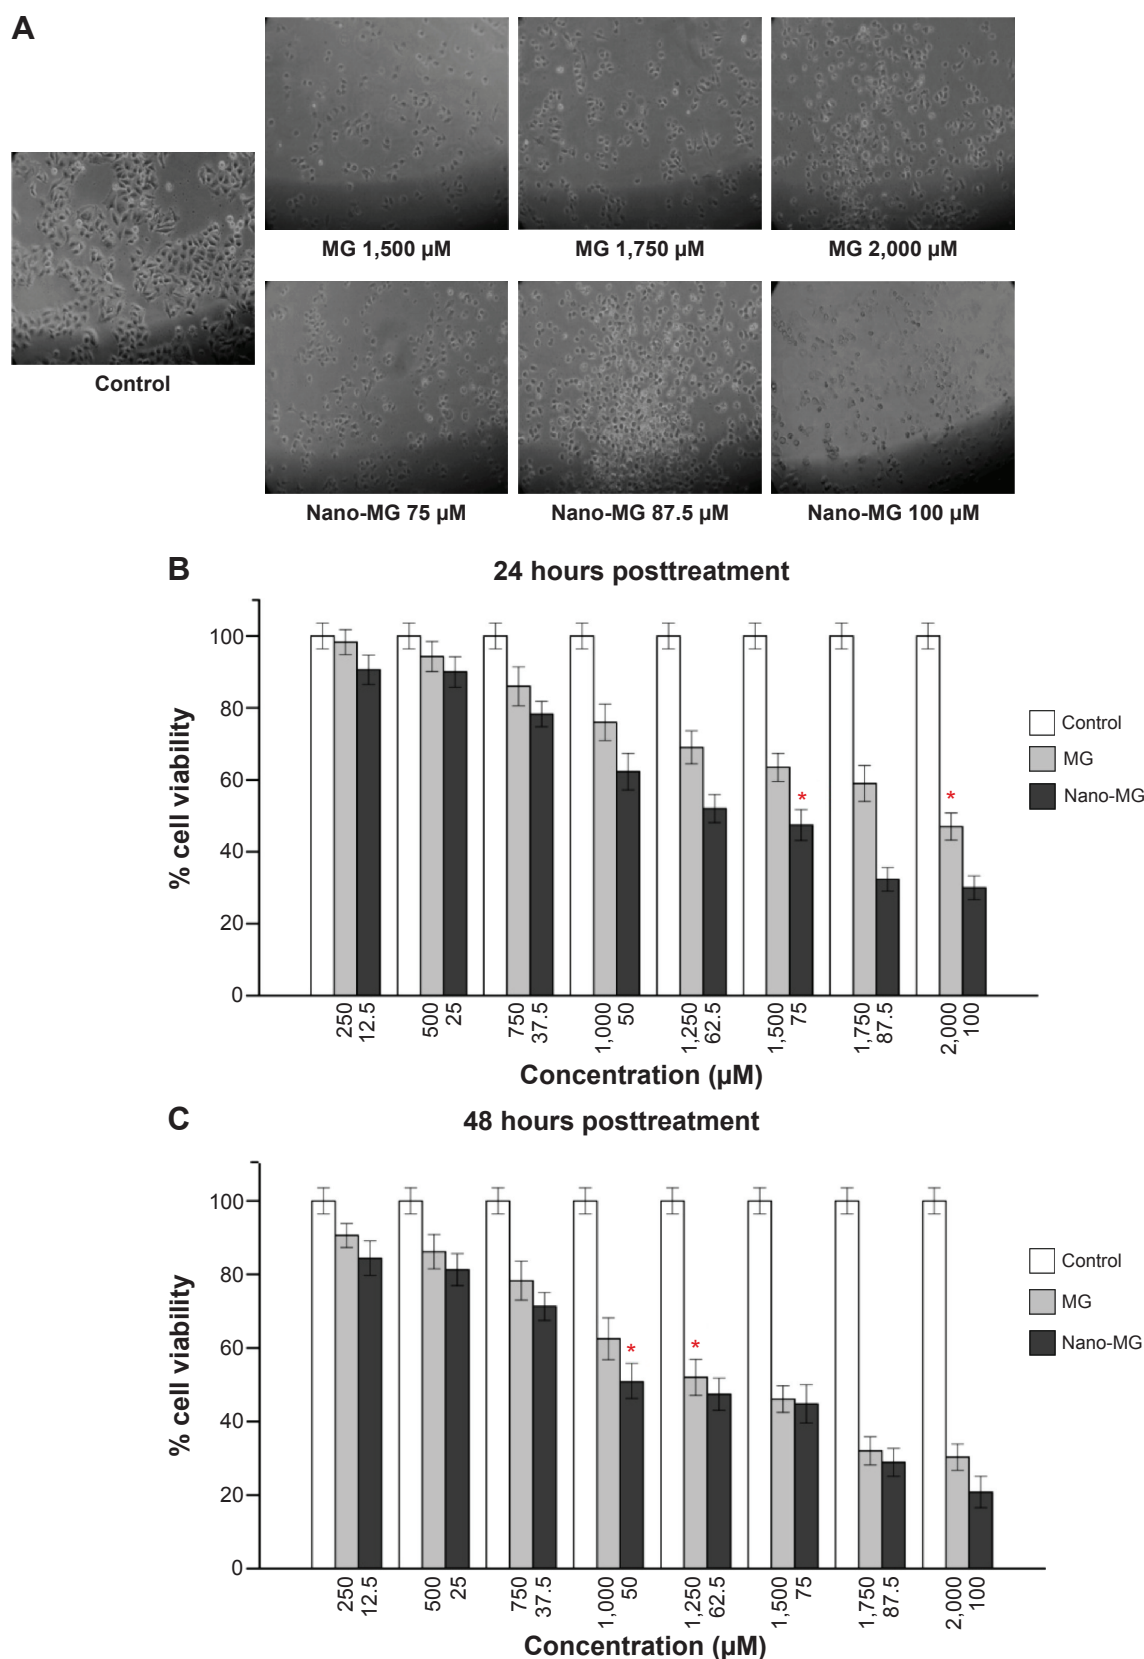 A
Control
MG 1,500 µM
MG 1,750 µM
MG 2,000 µM
Nano-MG 75 µM
Nano-MG 87.5 µM
Nano-MG 100 µM
B
24 hours posttreatment
% cell viability
100
80
60
40
20
0
*
*
250
12.5
500
25
750
37.5
1,000
50
1,250
62.5
1,500
75
1,750
87.5
2,000
100
Concentration (µM)
Control
MG
Nano-MG
C
48 hours posttreatment
% cell viability
100
80
60
40
20
0
*
*
250
12.5
500
25
750
37.5
1,000
50
1,250
62.5
1,500
75
1,750
87.5
2,000
100
Concentration (µM)
Control
MG
Nano-MG